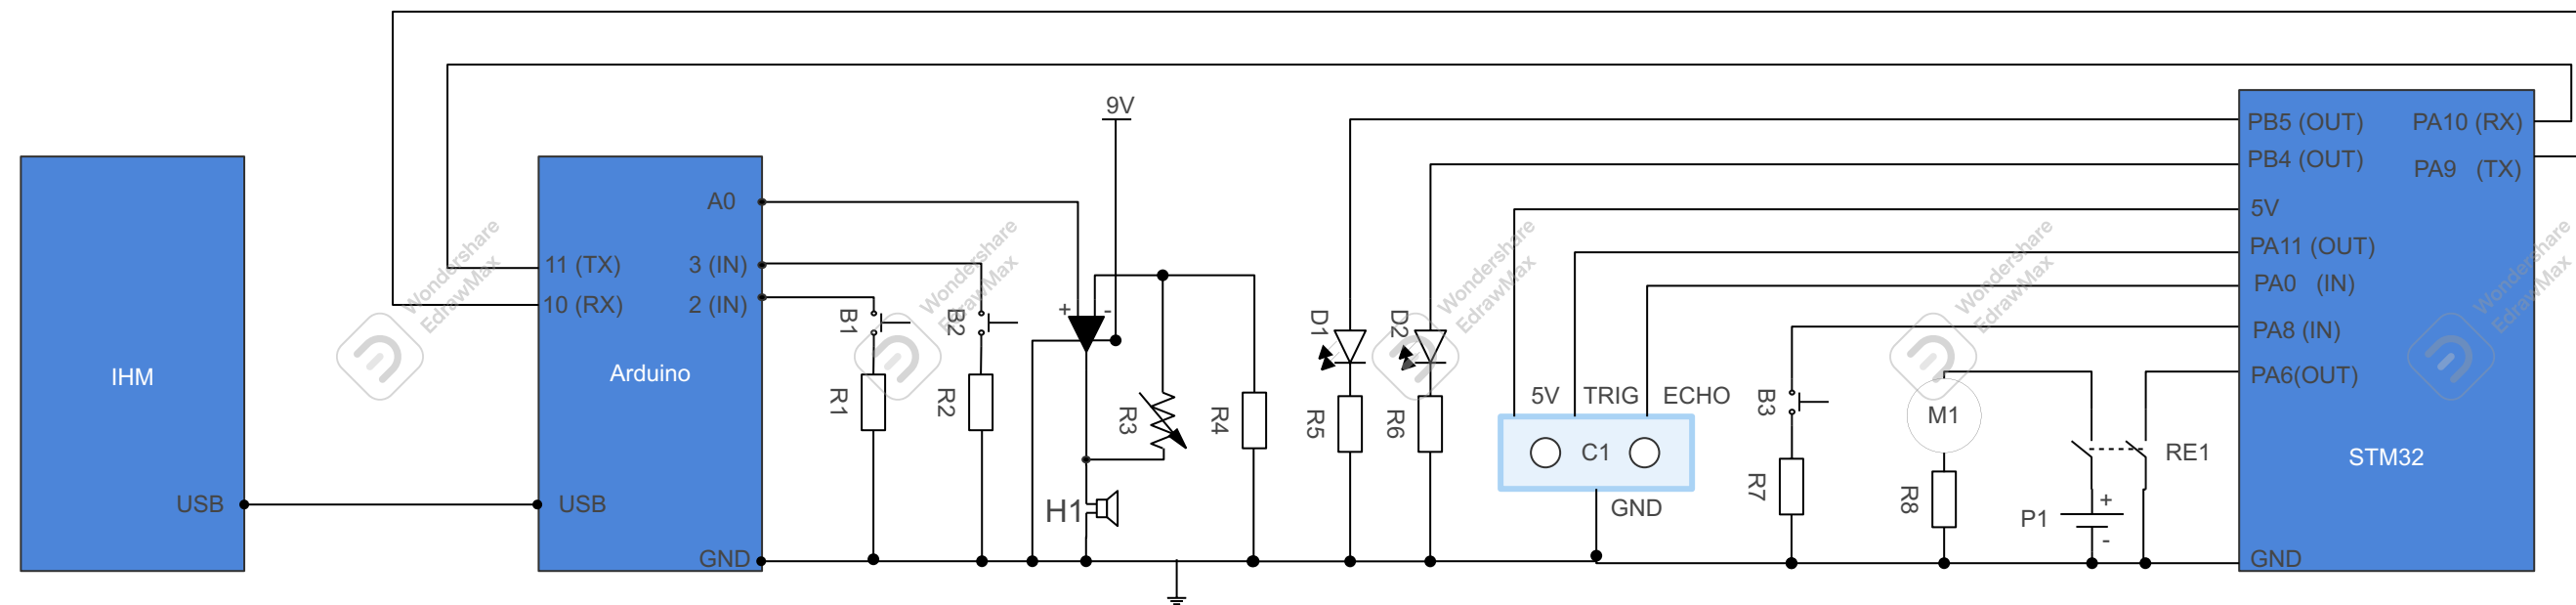 9V
PB5 (OUT)
PA10 (RX)
PB4 (OUT)
PA9 (TX)
A0
5V
11 (TX)
3 (IN)
PA11 (OUT)
10 (RX)
2 (IN)
PA0 (IN)
+
-
B1
B2
D1
D2
PA8 (IN)
IHM
Arduino
PA6(OUT)
R1
R2
R3
R4
R5
R6
5V
TRIG
ECHO
B3
M1
C1
RE1
STM32
R7
R8
USB
USB
H1
GND
P1
+
-
GND
GND
Wondershare
EdrawMax
Wondershare
EdrawMax
Wondershare
EdrawMax
Wondershare
EdrawMax
Wondershare
EdrawMax